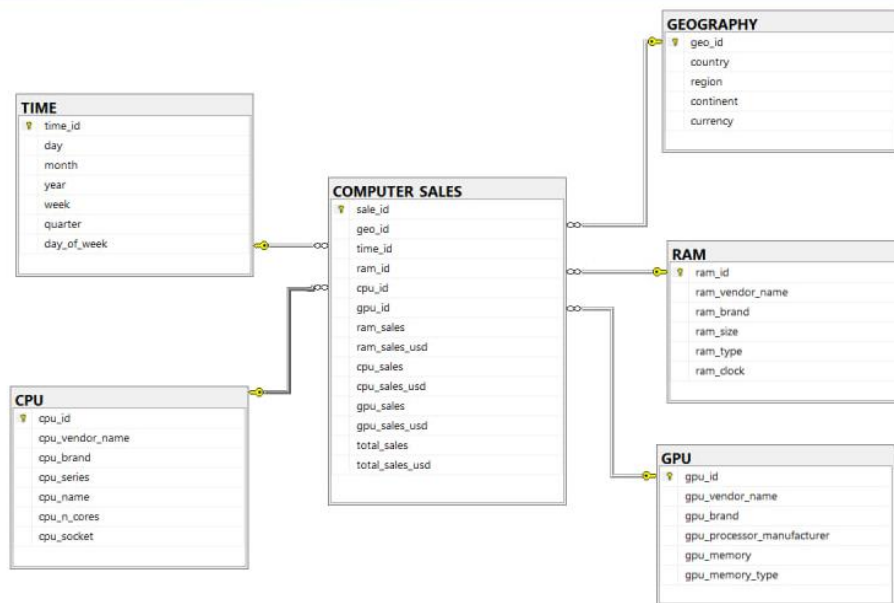 TIME
time_id
day
month
year
week
quarter
day_of_week
CPU
cpu_id
cpu_vendor_name
cpu_brand
cpu_series
cpu_name
cpu_n_cores
cpu_socket
COMPUTER SALES
sale_id
geo_id
time_id
ram_id
cpu_id
gpu_id
ram_sales
ram_sales_usd
cpu_sales
cpu_sales_usd
gpu_sales
gpu_sales_usd
total_sales
total_sales_usd
GEOGRAPHY
geo_id
country
region
continent
currency
RAM
ram_id
ram_vendor_name
ram_brand
ram_size
ram_type
ram_clock
GPU
gpu_id
gpu_vendor_name
gpu_brand
gpu_processor_manufacturer
gpu_memory
gpu_memory_type